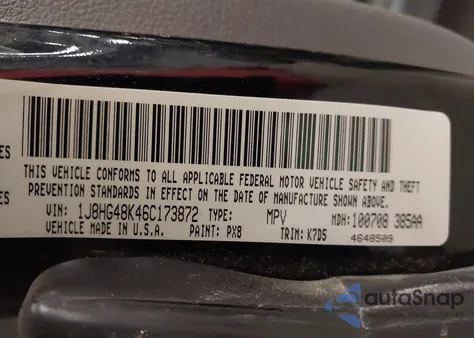 ES
THIS VEHICLE CONFORMS TO ALL APPLICABLE FEDERAL MOTOR VEHICLE SAFETY AND THEFT
ES PREVENTION STANDARDS IN EFFECT ON THE DATE OF MANUFACTURE SHOWN ABOVE.
VIN: 1J8HG48K46C173872 TYPE: MPV MDH: 100708 385AA
VEHICLE MADE IN U.S.A. PAINT: PX8 TRIM: K7D5 4648509
autoSnap